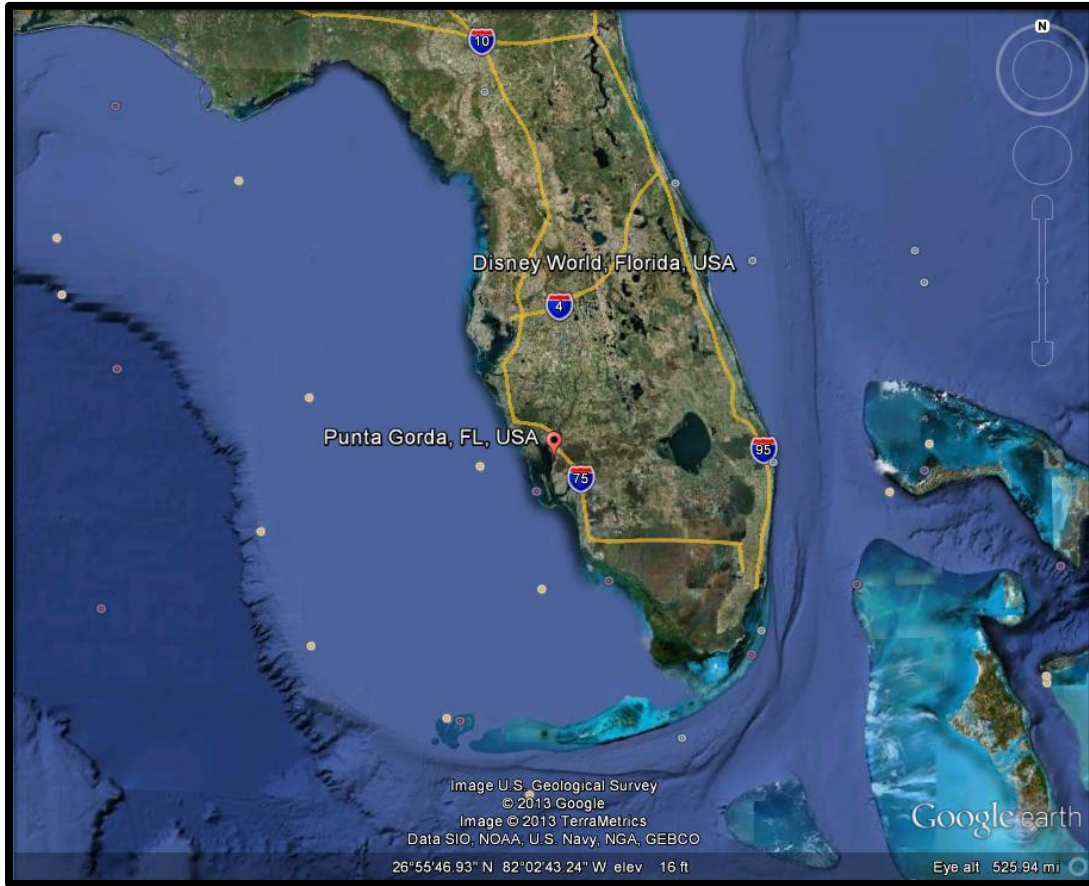 N
10
Disney World, Florida, USA
4
Punta Gorda, FL, USA
75
95
Image U.S. Geological Survey
© 2013 Google
Image © 2013 TerraMetrics
Data SIO, NOAA, U.S. Navy, NGA, GEBCO
Google earth
26°55'46.93" N 82°02'43.24" W elev 16 ft
Eye alt 525.94 mi